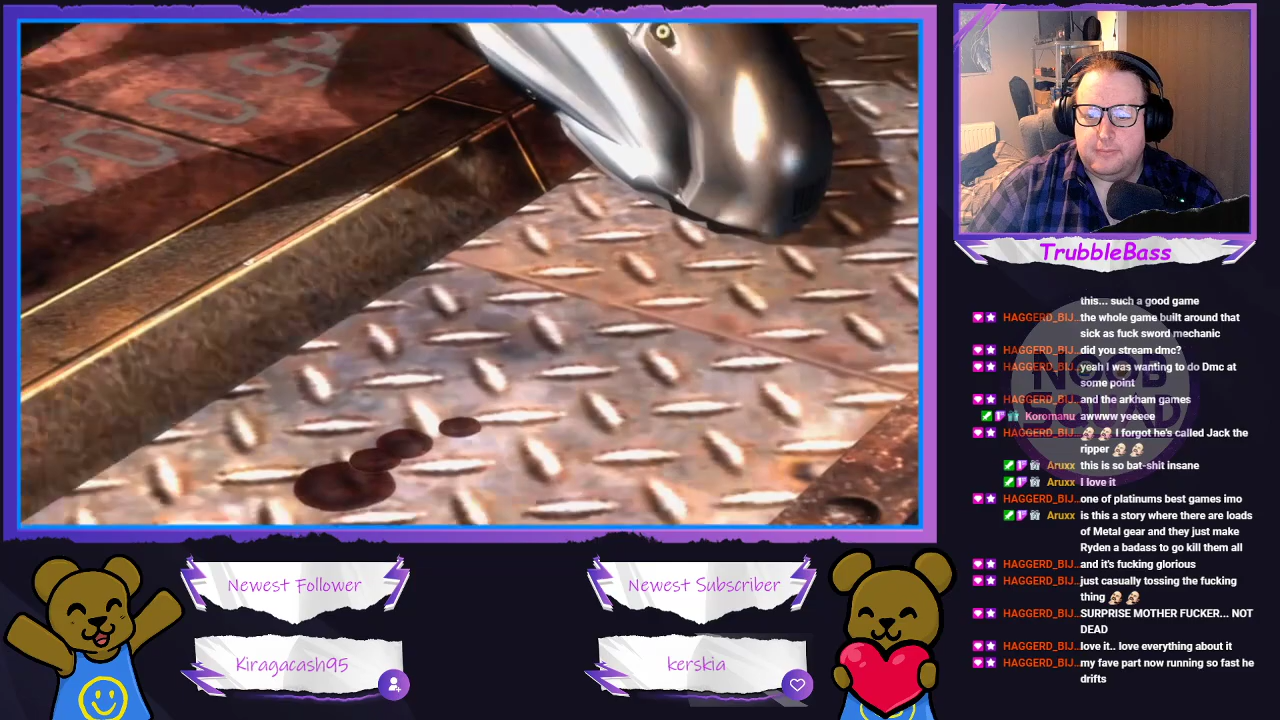 TrubbleBass
this... such a good game
HAGGERD_BIJ... the whole game built around that
sick as fuck sword mechanic
HAGGERD_BIJ... did you stream dmc?
HAGGERD_BIJ... yeah I was wanting to do Dmc at
some point
HAGGERD_BIJ... and the arkham games
Koromanu awwww yeeeee
HAGGERD_BIJ... I forgot he's called Jack the
ripper
Aruxx this is so bat-shit insane
Aruxx I love it
HAGGERD_BIJ... one of platinums best games imo
Aruxx is this a story where there are loads
of Metal gear and they just make
Ryden a badass to go kill them all
HAGGERD_BIJ... and it's fucking glorious
HAGGERD_BIJ... just casually tossing the fucking
thing
HAGGERD_BIJ... SURPRISE MOTHER FUCKER... NOT
DEAD
HAGGERD_BIJ... love it.. love everything about it
HAGGERD_BIJ... my fave part now running so fast he
drifts
NOOB
SQUAD
Newest Follower
Kiragacash95
Newest Subscriber
kerskia